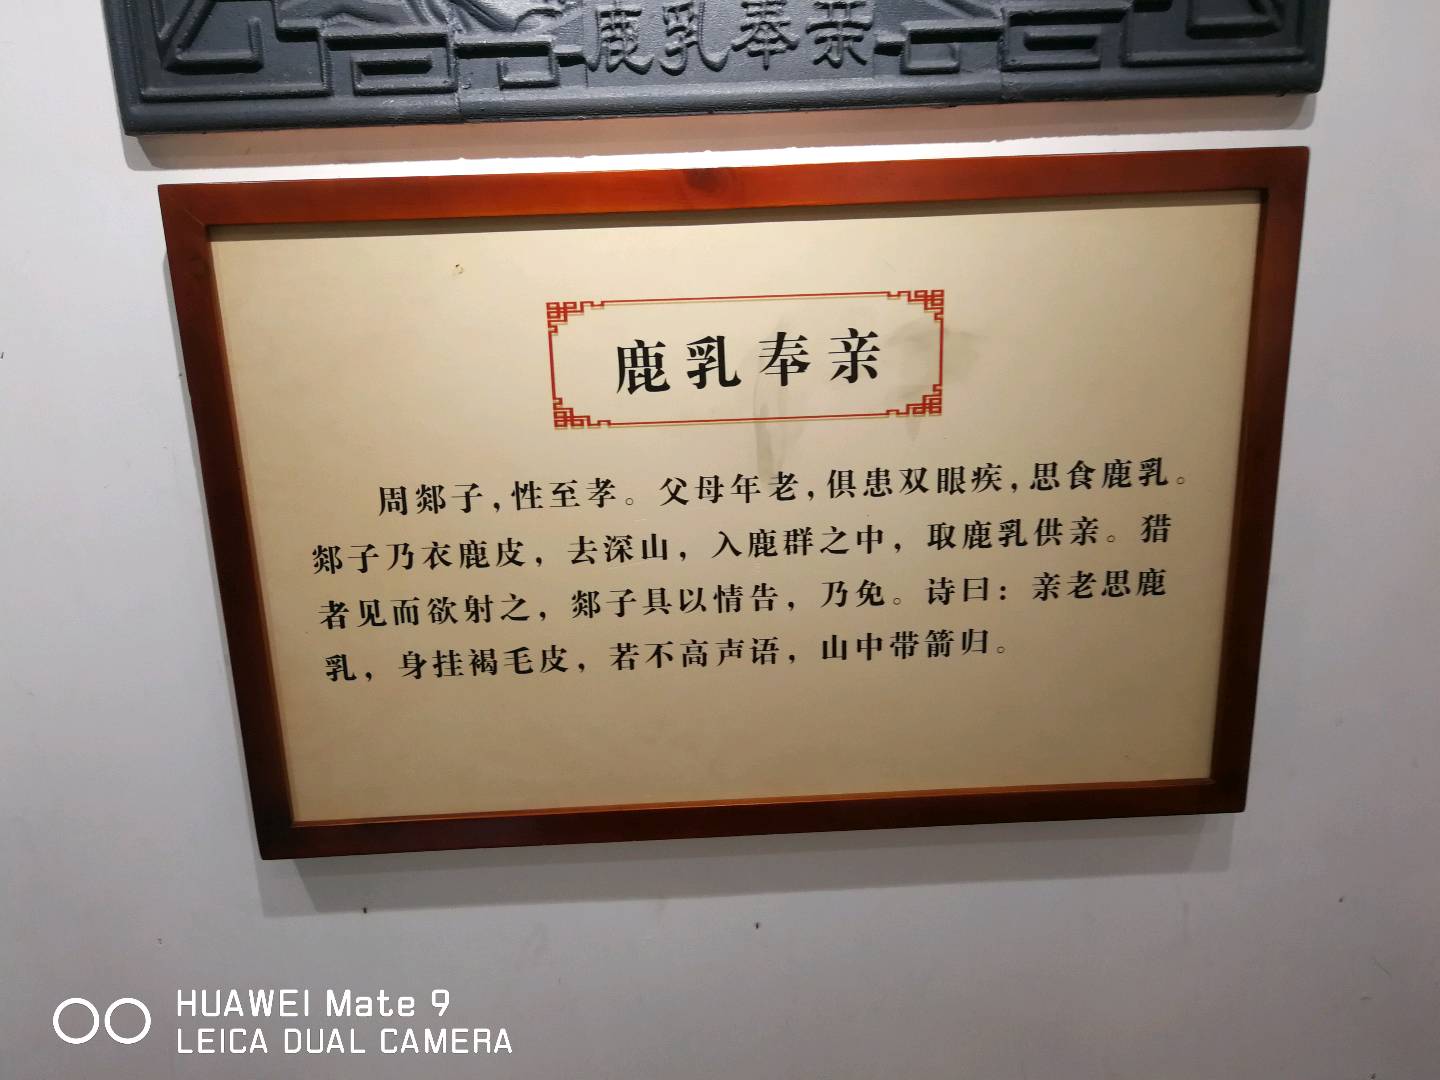 鹿乳奉亲
鹿乳奉亲
周郯子，性至孝。父母年老，俱患双眼疾，思食鹿乳。
郯子乃衣鹿皮，去深山，入鹿群之中，取鹿乳供亲。猎
者见而欲射之，郯子具以情告，乃免。诗曰：亲老思鹿
乳，身挂褐毛皮，若不高声语，山中带箭归。
HUAWEI Mate 9
LEICA DUAL CAMERA